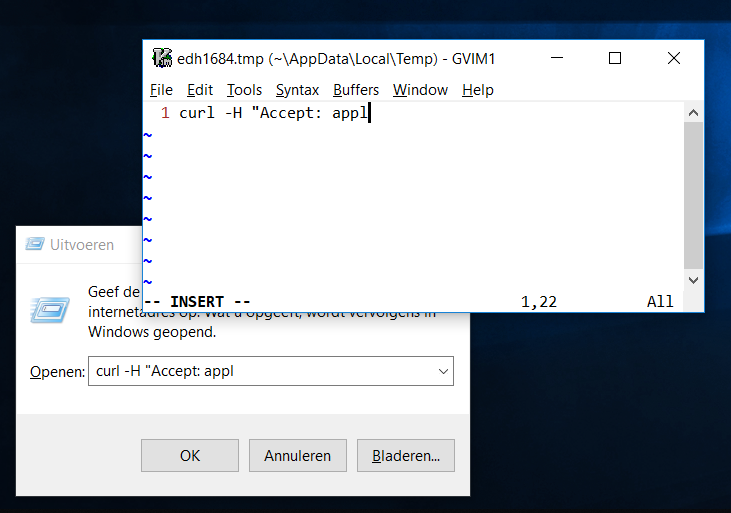 edh1684.tmp (~\AppData\Local\Temp) - GVIM1
File Edit Tools Syntax Buffers Window Help
1 curl -H "Accept: appl
~
~
~
~
~
~
~
~
-- INSERT -- 1,22 All
Uitvoeren
Geef de
internetadres op. Wat u opgeeft, wordt vervolgens in
Windows geopend.
Openen: curl -H "Accept: appl
OK Annuleren Bladeren...